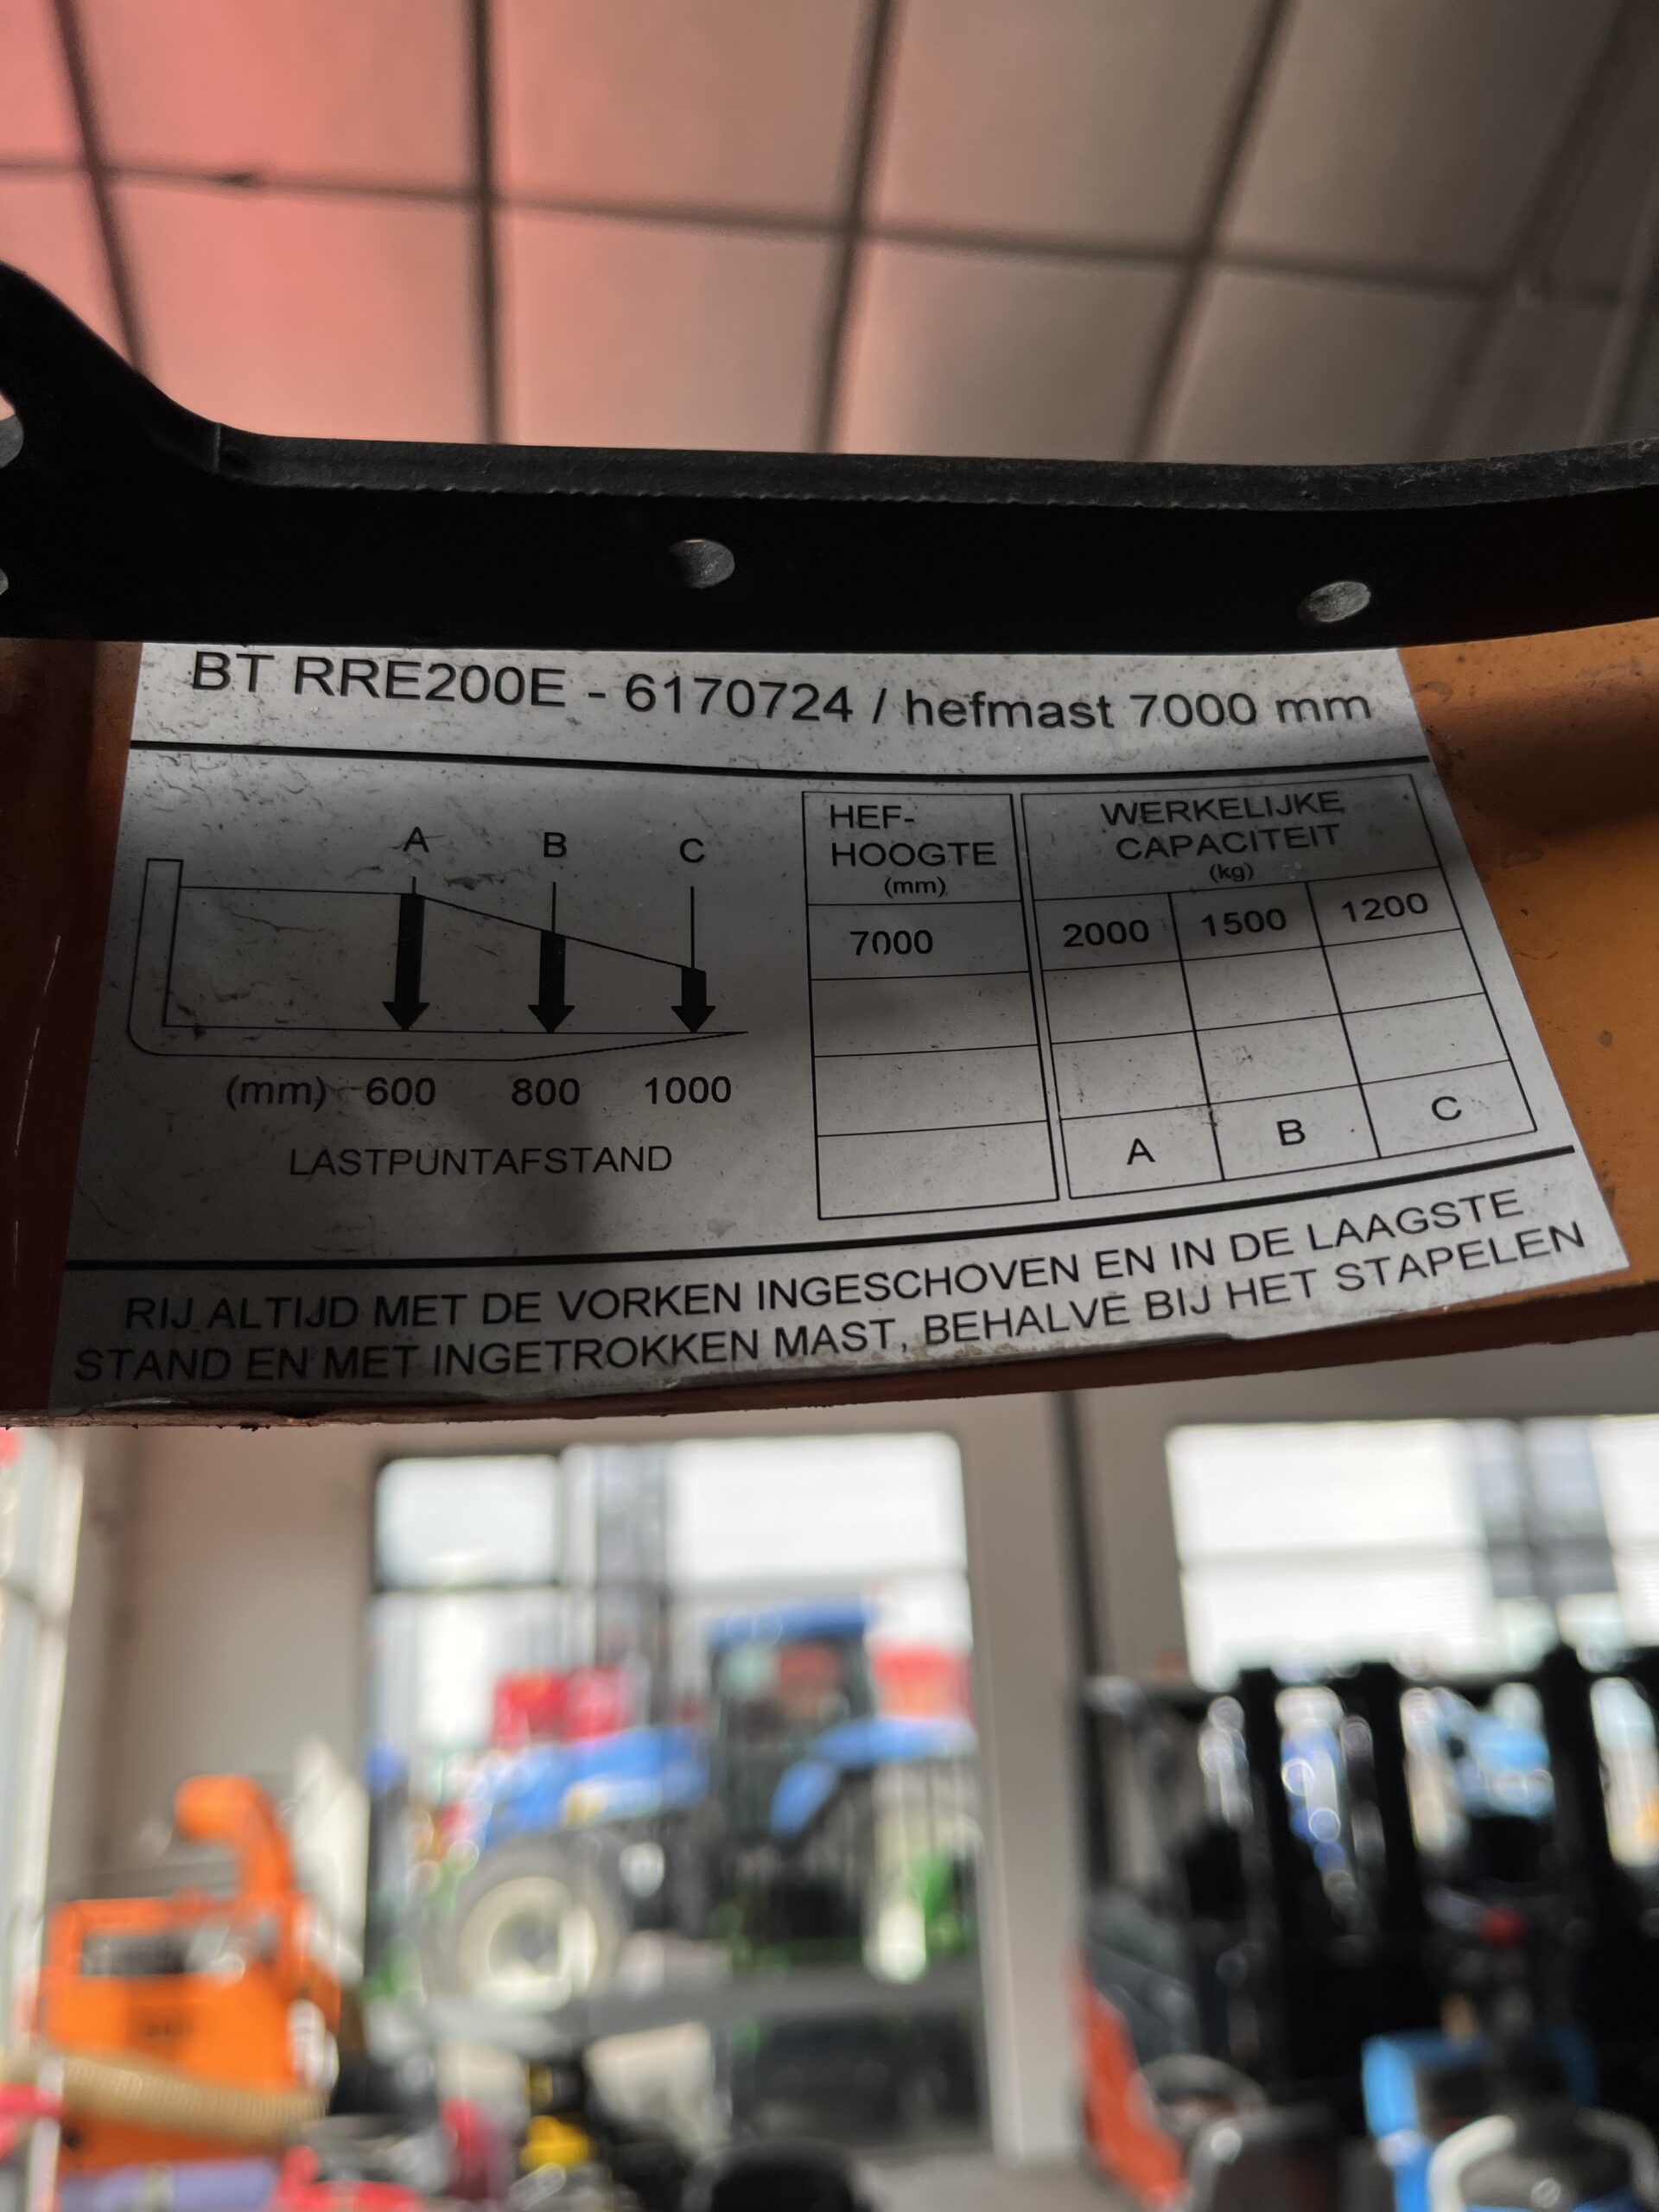 BT RRE200E - 6170724 / hefmast 7000 mm
A B C
(mm) 600 800 1000
LASTPUNTAFSTAND
HEF-
HOOGTE
(mm)
7000
WERKELIJKE
CAPACITEIT
(kg)
2000 1500 1200
A B C
RIJ ALTIJD MET DE VORKEN INGESCHOVEN EN IN DE LAAGSTE
STAND EN MET INGETROKKEN MAST, BEHALVE BIJ HET STAPELEN